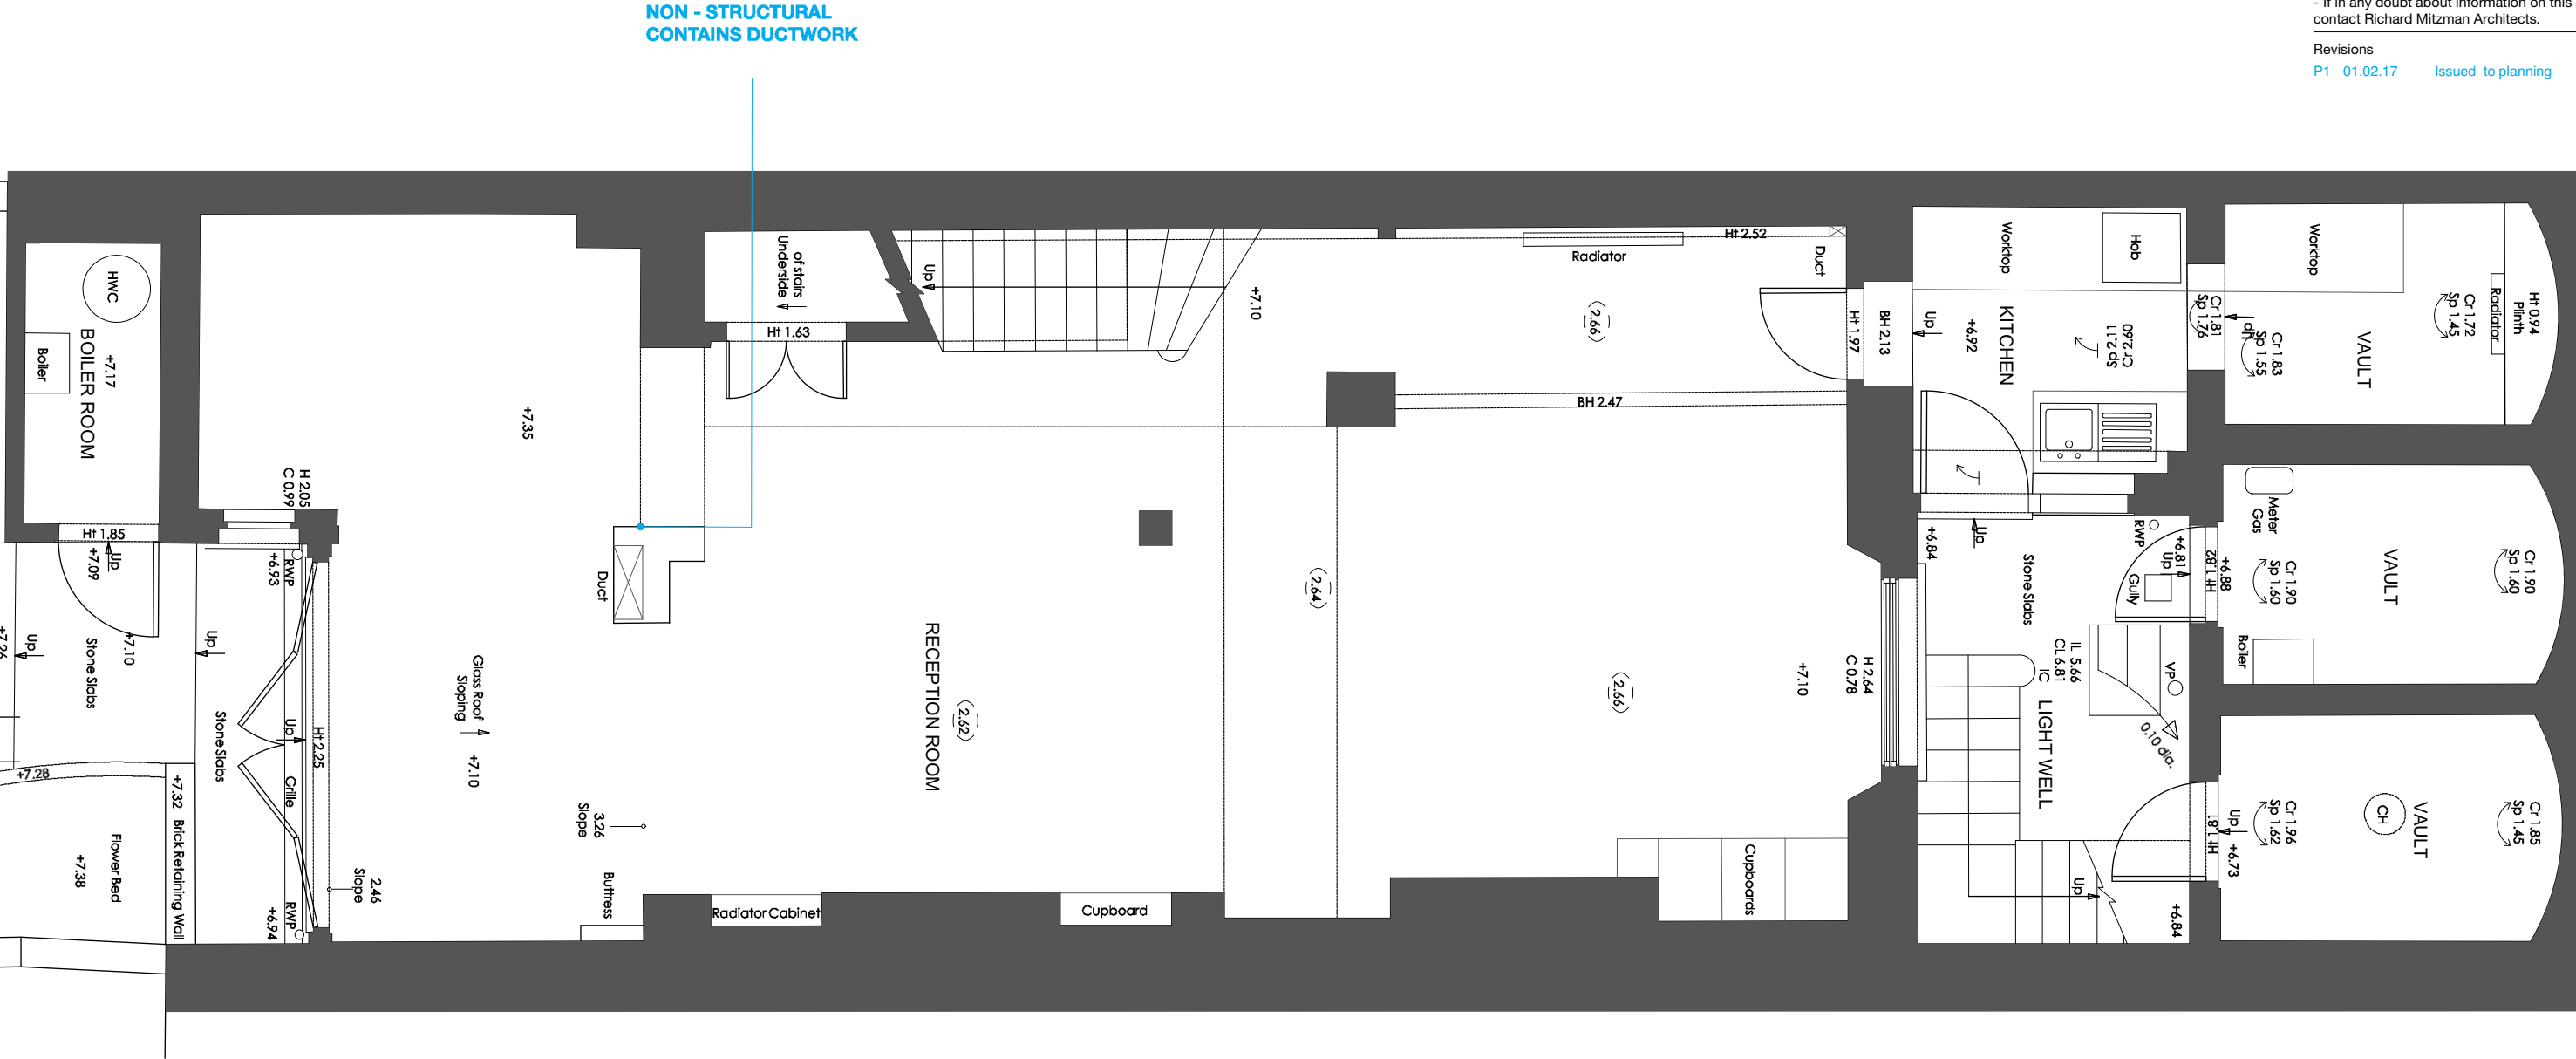 NON - STRUCTURAL
CONTAINS DUCTWORK
- If in any doubt about information on this
contact Richard Mitzman Architects.
Revisions
P1 01.02.17 Issued to planning
HWC
Boiler
BOILER ROOM
+7.17
Ht 1.85
+7.09
Up
+7.10
Stone Slabs
Up
+7.26
+7.28
Flower Bed
+7.38
+7.32 Brick Retaining Wall
Up
Stone Slabs
H 2.05
C 0.99
+6.93
RWP
Up
Grille
Ht 2.25
RWP
+6.94
2.46
Slope
+7.35
Glass Roof
Sloping
+7.10
3.26
Slope
Buttress
Duct
of stairs
Underside
Ht 1.63
Up
+7.10
RECEPTION ROOM
(2.62)
Radiator Cabinet
Cupboard
(2.64)
Radiator
Ht 2.52
Duct
(2.66)
BH 2.47
(2.66)
+7.10
H 2.64
C 0.78
Cupboards
Ht 1.97
BH 2.13
Up
+6.92
KITCHEN
Worktop
Hob
Cr 2.60
Sp 2.11
Cr 1.81
Sp 1.76
dh
Cr 1.83
Sp 1.55
Worktop
VAULT
Cr 1.72
Sp 1.45
Radiator
Ht 0.94
Plinth
+6.84
Up
Stone Slabs
RWP
+6.81
Up
Gully
Ht 1.82
+6.88
Meter
Gas
Cr 1.90
Sp 1.60
Boiler
VAULT
Cr 1.90
Sp 1.60
IL 5.66
CL 6.81
IC
VP
0.10 dia.
LIGHT WELL
Up
+6.84
Ht 1.81
Up
+6.73
Cr 1.96
Sp 1.62
CH
VAULT
Cr 1.85
Sp 1.45